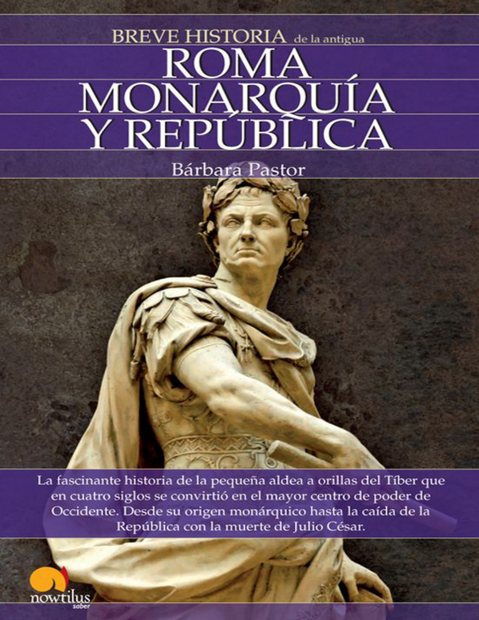 BREVE HISTORIA de la antigua
ROMA
MONARQUÍA
Y REPÚBLICA
Bárbara Pastor
La fascinante historia de la pequeña aldea a orillas del Tíber que
en cuatro siglos se convirtió en el mayor centro de poder de
Occidente. Desde su origen monárquico hasta la caída de la
República con la muerte de Julio César.
nowtilus
saber